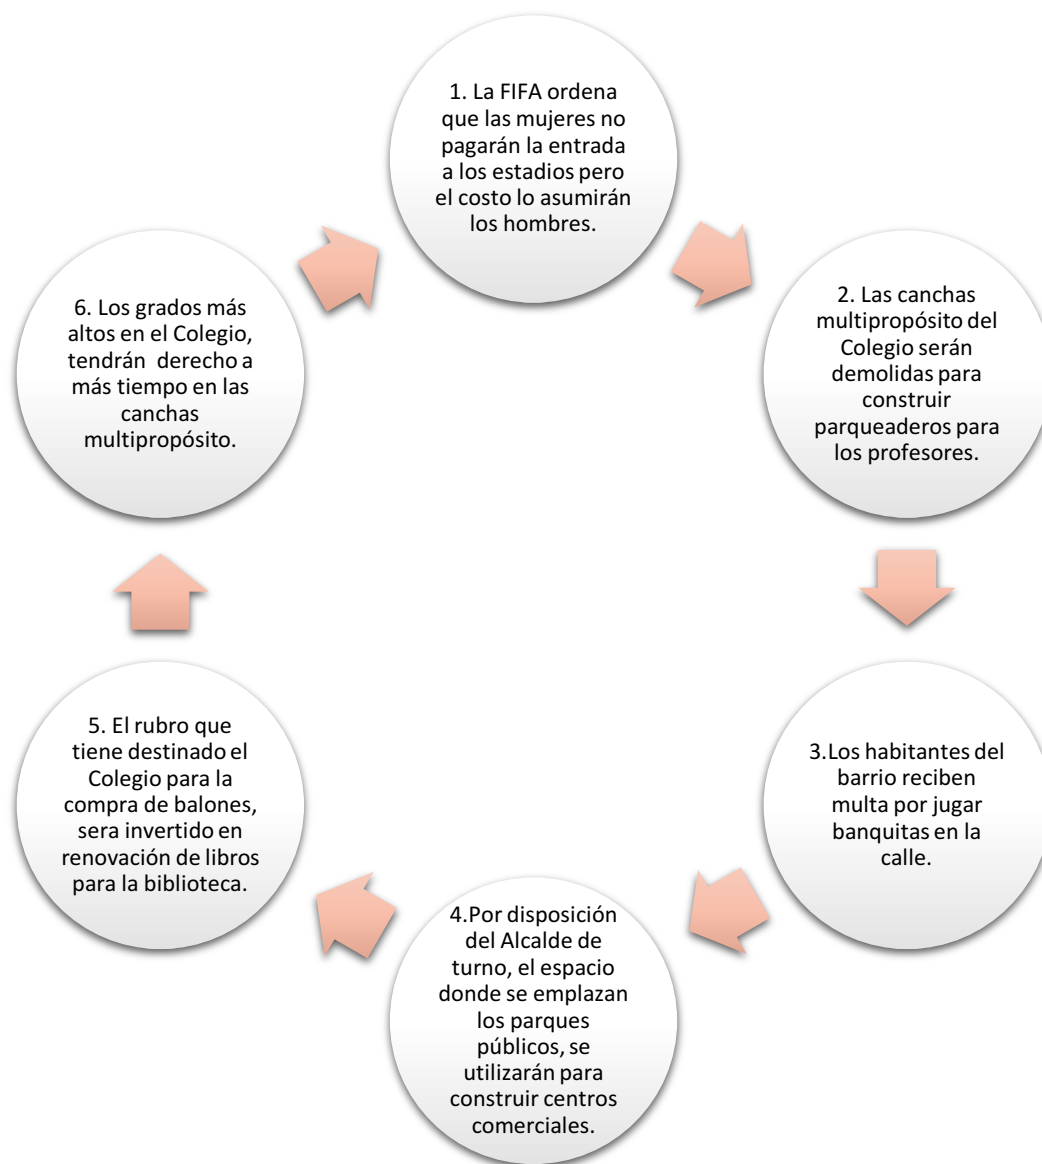 1. La FIFA ordena
que las mujeres no
pagarán la entrada
a los estadios pero
el costo lo asumirán
los hombres.
2. Las canchas
multipropósito del
Colegio serán
demolidas para
construir
parqueaderos para
los profesores.
3.Los habitantes del
barrio reciben
multa por jugar
banquitas en la
calle.
4.Por disposición
del Alcalde de
turno, el espacio
donde se emplazan
los parques
públicos, se
utilizarán para
construir centros
comerciales.
5. El rubro que
tiene destinado el
Colegio para la
compra de balones,
sera invertido en
renovación de libros
para la biblioteca.
6. Los grados más
altos en el Colegio,
tendrán derecho a
más tiempo en las
canchas
multipropósito.